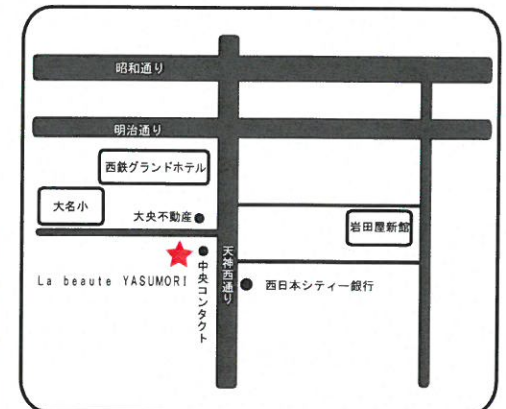 昭和通り
明治通り
西鉄グランドホテル
大名小
大央不動産
岩田屋新館
天神西通り
中央コンタクト
La beaute YASUMORI
西日本シティー銀行